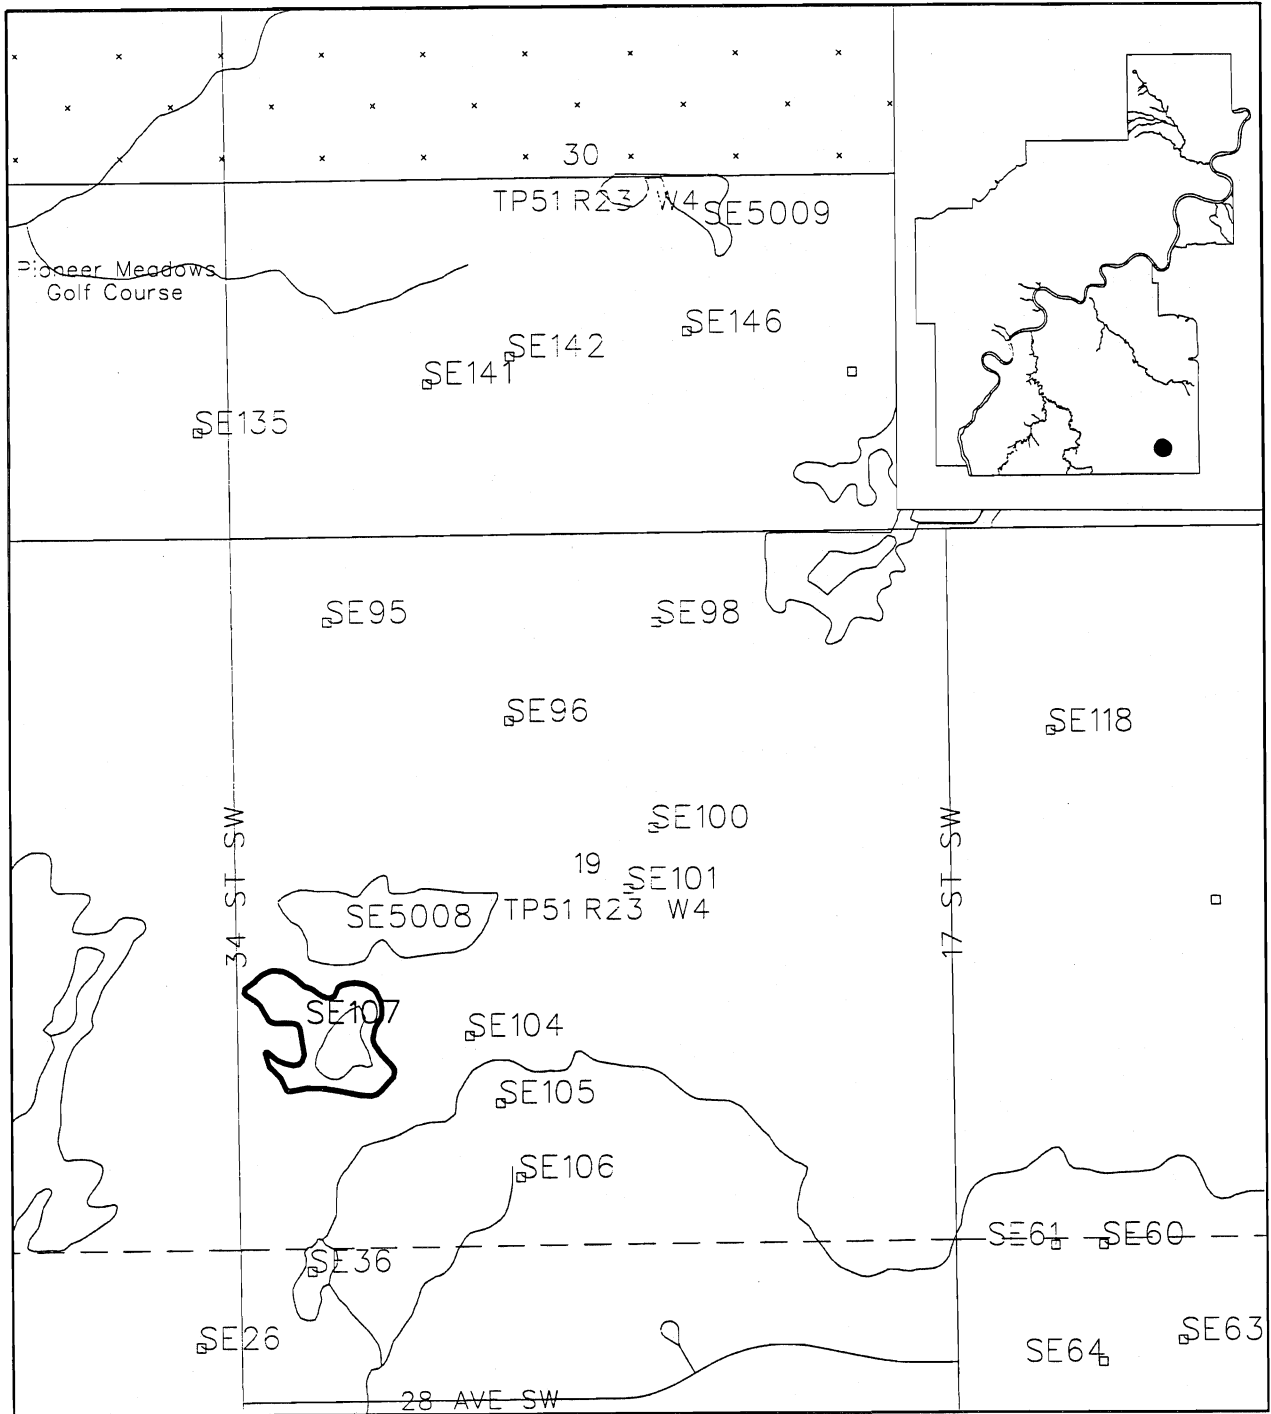 30
TP51 R23 W4
SE5009
Pioneer Meadows
Golf Course
SE146
SE142
SE141
SE135
SE95
SE98
SE96
SE118
SE100
19
SE101
TP51 R23 W4
SE5008
34 ST SW
17 ST SW
SE107
SE104
SE105
SE106
SE61
SE60
SE36
SE26
SE63
SE64
28 AVE SW